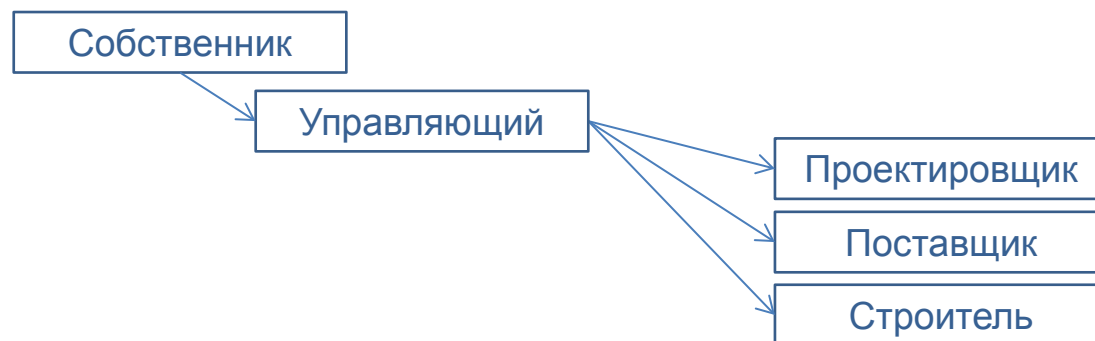 Собственник
Управляющий
Проектировщик
Поставщик
Строитель